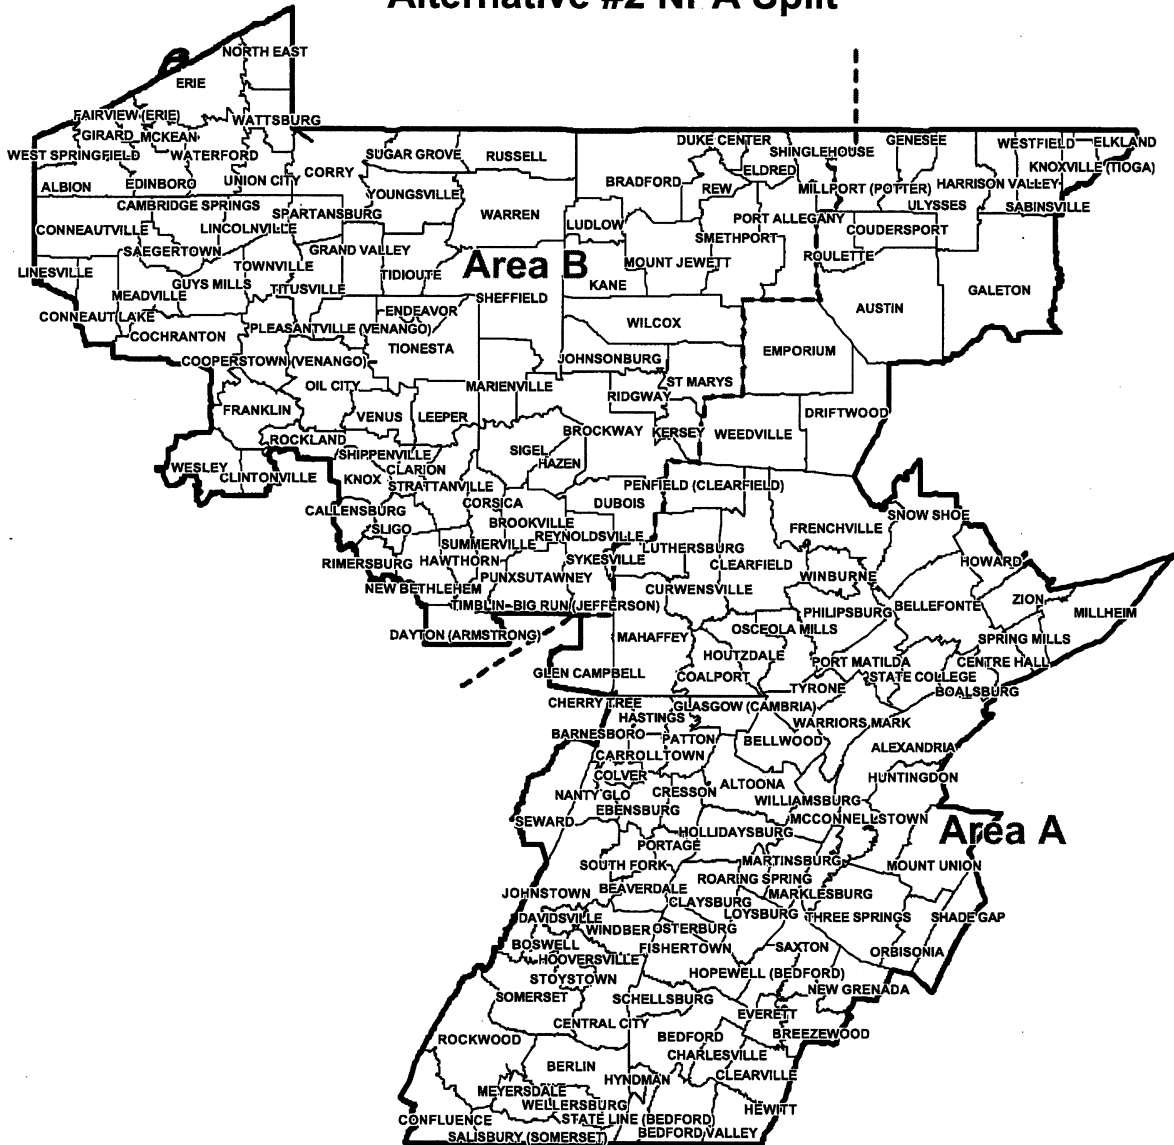 Alternative #2 NPA Split
NORTH EAST
ERIE
FAIRVIEW (ERIE)
WATTSBURG
GIRARD
MCKEAN
WEST SPRINGFIELD
WATERFORD
UNION CITY
CORRY
SUGAR GROVE
RUSSELL
DUKE CENTER
SHINGLEHOUSE
GENESEE
WESTFIELD
ELKLAND
KNOXVILLE (TIOGA)
ALBION
EDINBORO
YOUNGSVILLE
BRADFORD
REW
ELDRED
MILLPORT (POTTER)
HARRISON VALLEY
CAMBRIDGE SPRINGS
SPARTANSBURG
WARREN
LUDLOW
PORT ALLEGANY
ULYSSES
SABINSVILLE
CONNEAUTVILLE
LINCOLNVILLE
SMETHPORT
COUDERSPORT
SAEGERTOWN
GRAND VALLEY
Area B
MOUNT JEWETT
ROULETTE
LINESVILLE
TOWNVILLE
TIDIOUTE
GUYS MILLS
TITUSVILLE
KANE
GALETON
MEADVILLE
SHEFFIELD
CONNEAUT LAKE
ENDEAVOR
AUSTIN
COCHRANTON
PLEASANTVILLE (VENANGO)
WILCOX
TIONESTA
EMPORIUM
COOPERSTOWN (VENANGO)
JOHNSONBURG
OIL CITY
MARIENVILLE
ST MARYS
RIDGWAY
FRANKLIN
VENUS
LEEPER
DRIFTWOOD
ROCKLAND
BROCKWAY
KERSEY
WEEDVILLE
SHIPPENVILLE
SIGEL
HAZEN
WESLEY
CLINTONVILLE
KNOX
CLARION
STRATTANVILLE
PENFIELD (CLEARFIELD)
CALLENSBURG
CORSICA
DUBOIS
SNOW SHOE
SLIGO
BROOKVILLE
FRENCHVILLE
SUMMERVILLE
REYNOLDSVILLE
LUTHERSBURG
RIMERSBURG
HAWTHORN
SYKESVILLE
CLEARFIELD
HOWARD
NEW BETHLEHEM
PUNXSUTAWNEY
CURWENSVILLE
WINBURNE
TIMBLIN
BIG RUN (JEFFERSON)
PHILIPSBURG
BELLEFONTE
ZION
MILLHEIM
DAYTON (ARMSTRONG)
MAHAFFEY
OSCEOLA MILLS
SPRING MILLS
HOUTZDALE
PORT MATILDA
CENTRE HALL
GLEN CAMPBELL
COALPORT
STATE COLLEGE
TYRONE
BOALSBURG
CHERRY TREE
GLASGOW (CAMBRIA)
HASTINGS
WARRIORS MARK
BARNESBORO
PATTON
BELLWOOD
ALEXANDRIA
CARROLLTOWN
COLVER
ALTOONA
HUNTINGDON
NANTY GLO
CRESSON
WILLIAMSBURG
EBENSBURG
MCCONNELLSTOWN
SEWARD
HOLLIDAYSBURG
Area A
PORTAGE
SOUTH FORK
MARTINSBURG
MOUNT UNION
ROARING SPRING
JOHNSTOWN
BEAVERDALE
MARKLESBURG
CLAYSBURG
DAVIDSVILLE
LOYSBURG
THREE SPRINGS
SHADE GAP
WINDBER
OSTERBURG
BOSWELL
FISHERTOWN
SAXTON
ORBISONIA
HOOVERSVILLE
STOYSTOWN
HOPEWELL (BEDFORD)
NEW GRENADA
SOMERSET
SCHELLSBURG
EVERETT
CENTRAL CITY
BREEZEWOOD
ROCKWOOD
BEDFORD
CHARLESVILLE
BERLIN
CLEARVILLE
HYNDMAN
MEYERSDALE
WELLERSBURG
HEWITT
CONFLUENCE
STATE LINE (BEDFORD)
SALISBURY (SOMERSET)
BEDFORD VALLEY